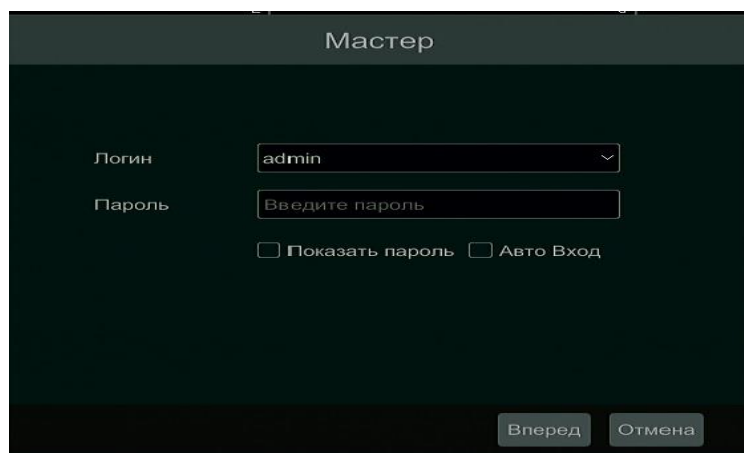 Мастер
Логин
admin
Пароль
Введите пароль
Показать пароль
Авто Вход
Вперед
Отмена